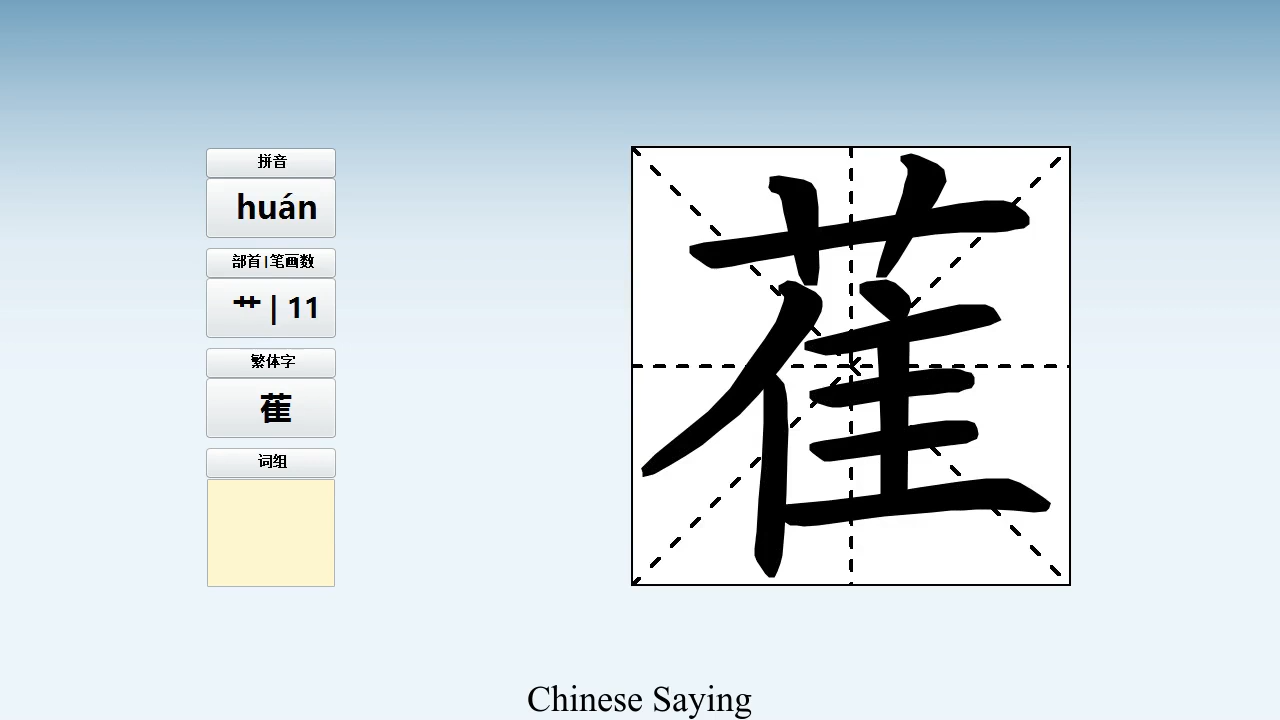 拼音
huán
部首|笔画数
艹 | 11
繁体字
萑
词组
萑
Chinese Saying